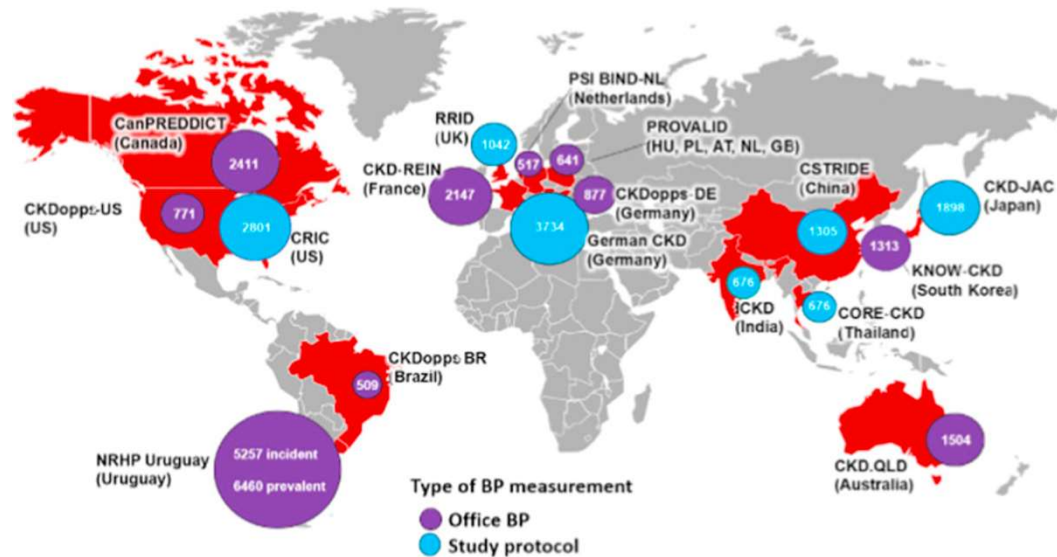 CanPREDDICT
(Canada)
2411
CKDopps-US
(US)
771
2801
CRIC
(US)
PSI BIND-NL
(Netherlands)
RRID
(UK)
1042
PROVALID
(HU, PL, AT, NL, GB)
517
641
CKD-REIN
(France)
2147
877
CKDopps-DE
(Germany)
3734
German CKD
(Germany)
CSTRIDE
(China)
1305
CKD-JAC
(Japan)
1898
1313
KNOW-CKD
(South Korea)
676
ICKD
(India)
676
CORE-CKD
(Thailand)
CKDopps BR
(Brazil)
509
NRHP Uruguay
(Uruguay)
5257 incident
6460 prevalent
1504
CKD.QLD
(Australia)
Type of BP measurement
Office BP
Study protocol